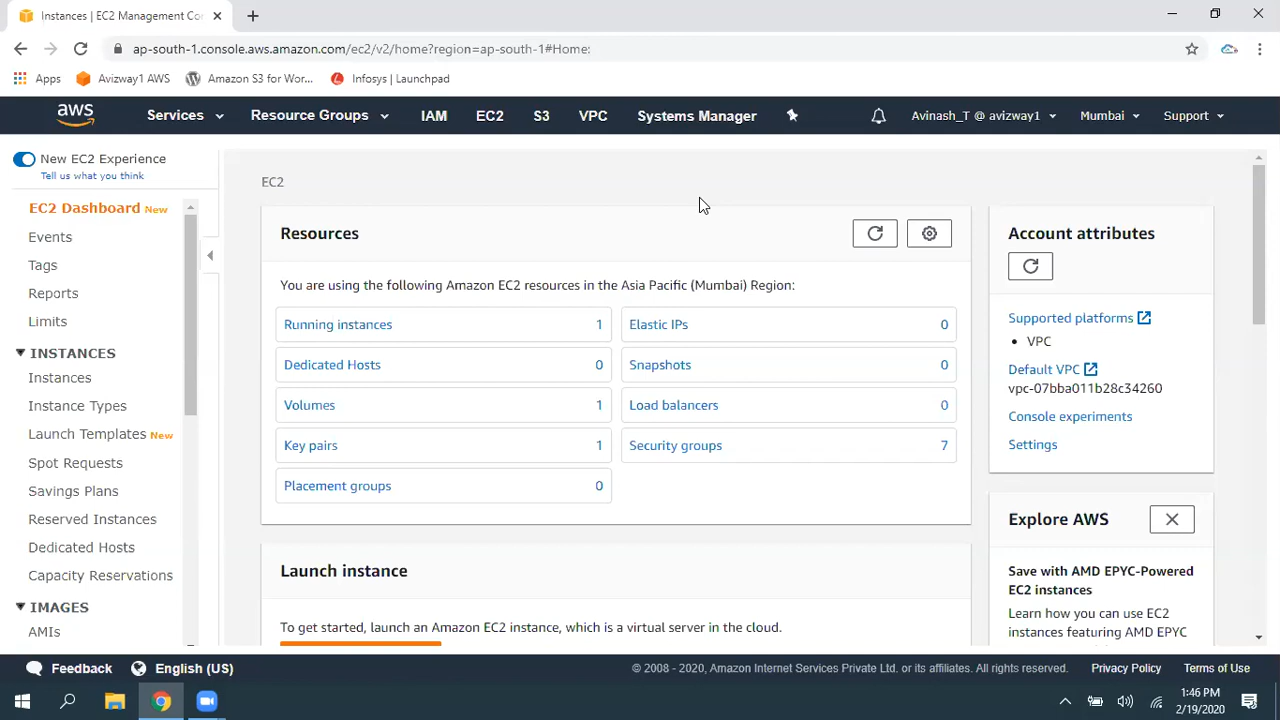 Instances | EC2 Management Co
ap-south-1.console.aws.amazon.com/ec2/v2/home?region=ap-south-1#Home:
Apps
Avizway1 AWS
Amazon S3 for Wor...
Infosys | Launchpad
aws
Services
Resource Groups
IAM
EC2
S3
VPC
Systems Manager
Avinash_T @ avizway1
Mumbai
Support
New EC2 Experience
Tell us what you think
EC2 Dashboard New
Events
Tags
Reports
Limits
INSTANCES
Instances
Instance Types
Launch Templates New
Spot Requests
Savings Plans
Reserved Instances
Dedicated Hosts
Capacity Reservations
IMAGES
AMIs
EC2
Resources
You are using the following Amazon EC2 resources in the Asia Pacific (Mumbai) Region:
Running instances 1
Elastic IPs 0
Dedicated Hosts 0
Snapshots 0
Volumes 1
Load balancers 0
Key pairs 1
Security groups 7
Placement groups 0
Launch instance
To get started, launch an Amazon EC2 instance, which is a virtual server in the cloud.
Account attributes
Supported platforms
• VPC
Default VPC
vpc-07bba011b28c34260
Console experiments
Settings
Explore AWS
Save with AMD EPYC-Powered
EC2 instances
Learn how you can use EC2
instances featuring AMD EPYC
Feedback
English (US)
© 2008 - 2020, Amazon Internet Services Private Ltd. or its affiliates. All rights reserved.
Privacy Policy
Terms of Use
1:46 PM
2/19/2020